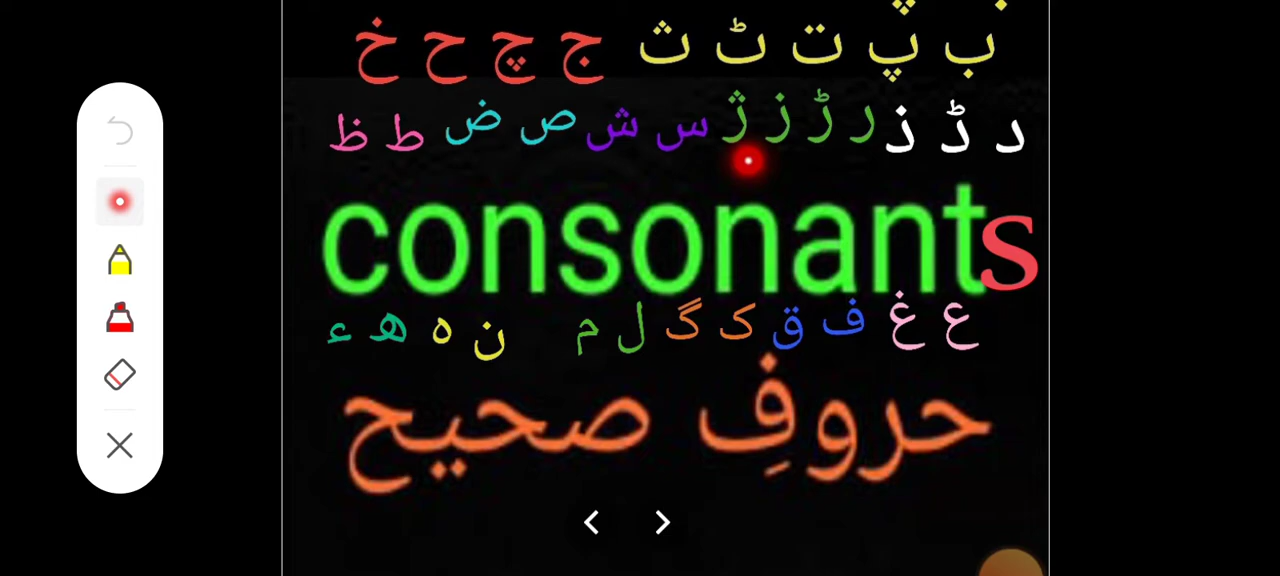 ب پ ت ٹ ث ج چ ح خ
د ڈ ذ ر ڑ ز ژ س ش ص ض ط ظ
consonants
ع غ ف ق ک گ ل م ن ہ ھ ء
حروفِ صحیح